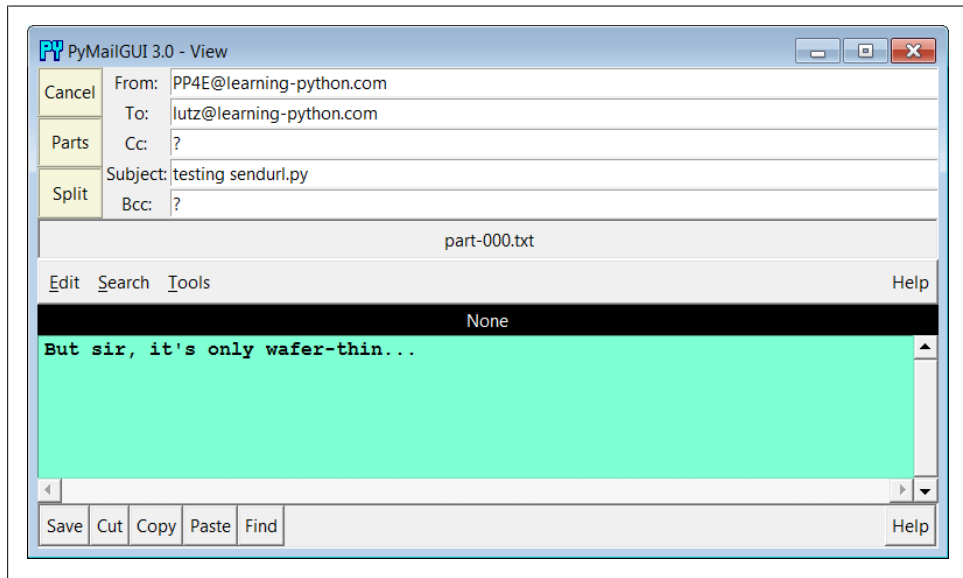 PY PyMailGUI 3.0 - View
Cancel
From: PP4E@learning-python.com
To: lutz@learning-python.com
Parts
Cc: ?
Subject: testing sendurl.py
Split
Bcc: ?
part-000.txt
Edit Search Tools Help
None
But sir, it's only wafer-thin...
Save Cut Copy Paste Find Help